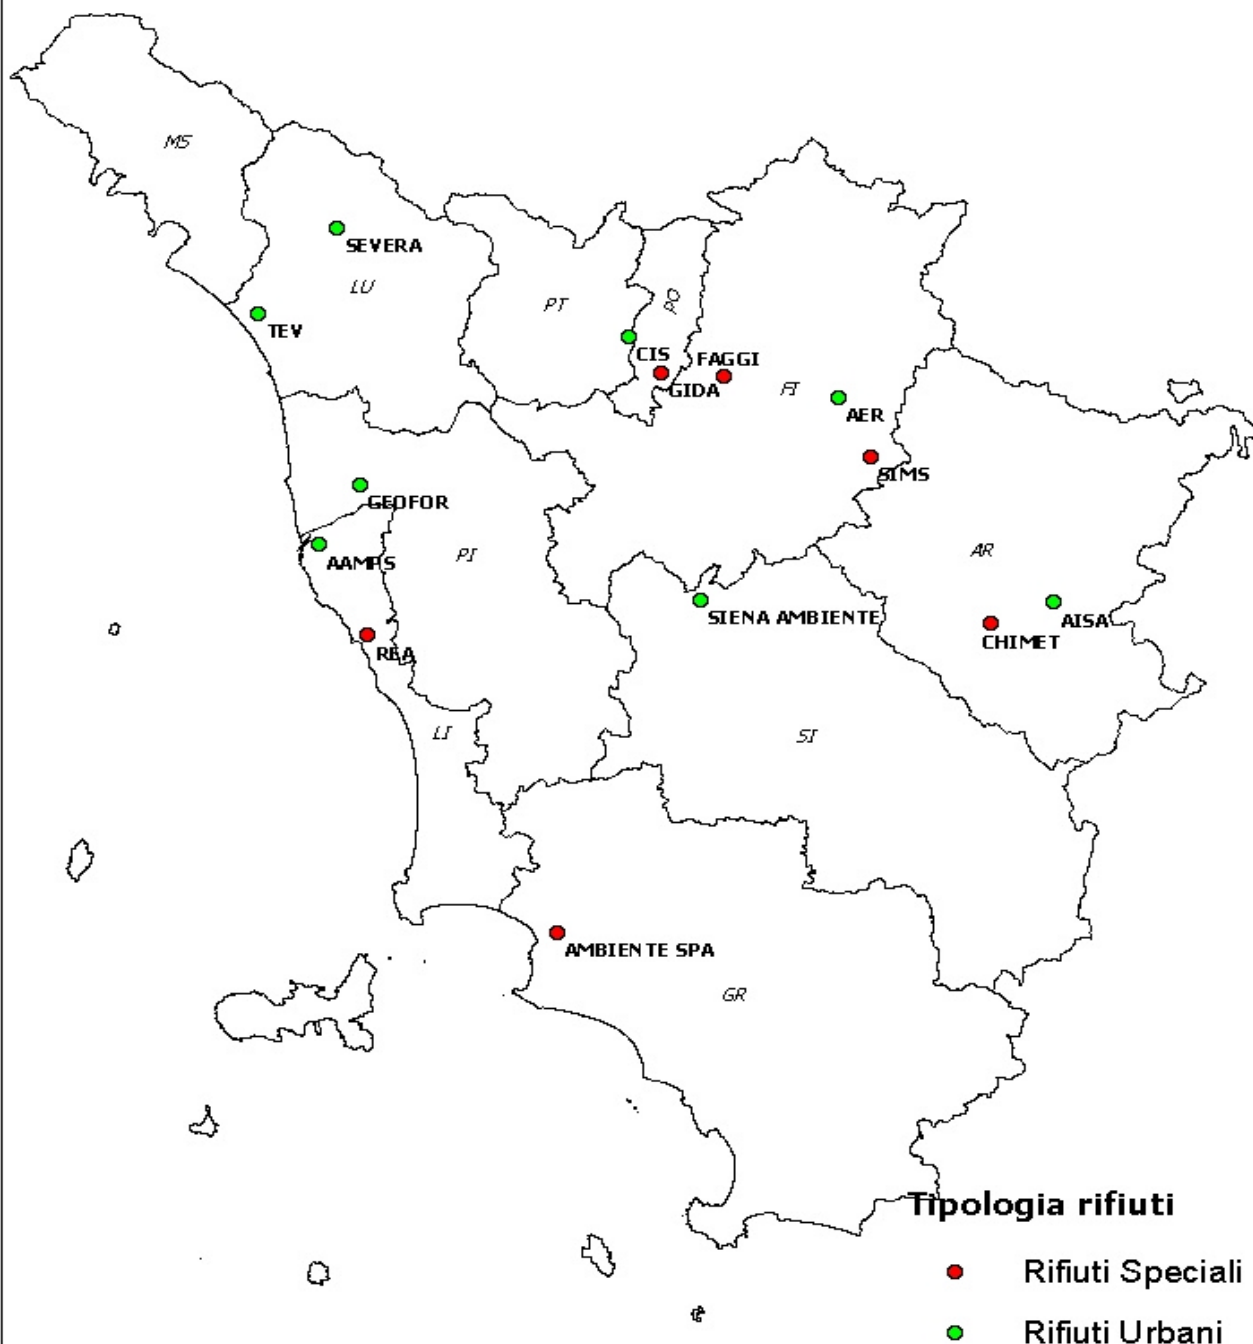 MS
SEVERA
LU
PT
PO
TEV
CIS
FAGGI
GIDA
FI
AER
SIMS
GEOFOR
AAMPS
PI
AR
SIENA AMBIENTE
AISA
CHIMET
REA
LI
SI
AMBIENTE SPA
GR
Tipologia rifiuti
Rifiuti Speciali
Rifiuti Urbani